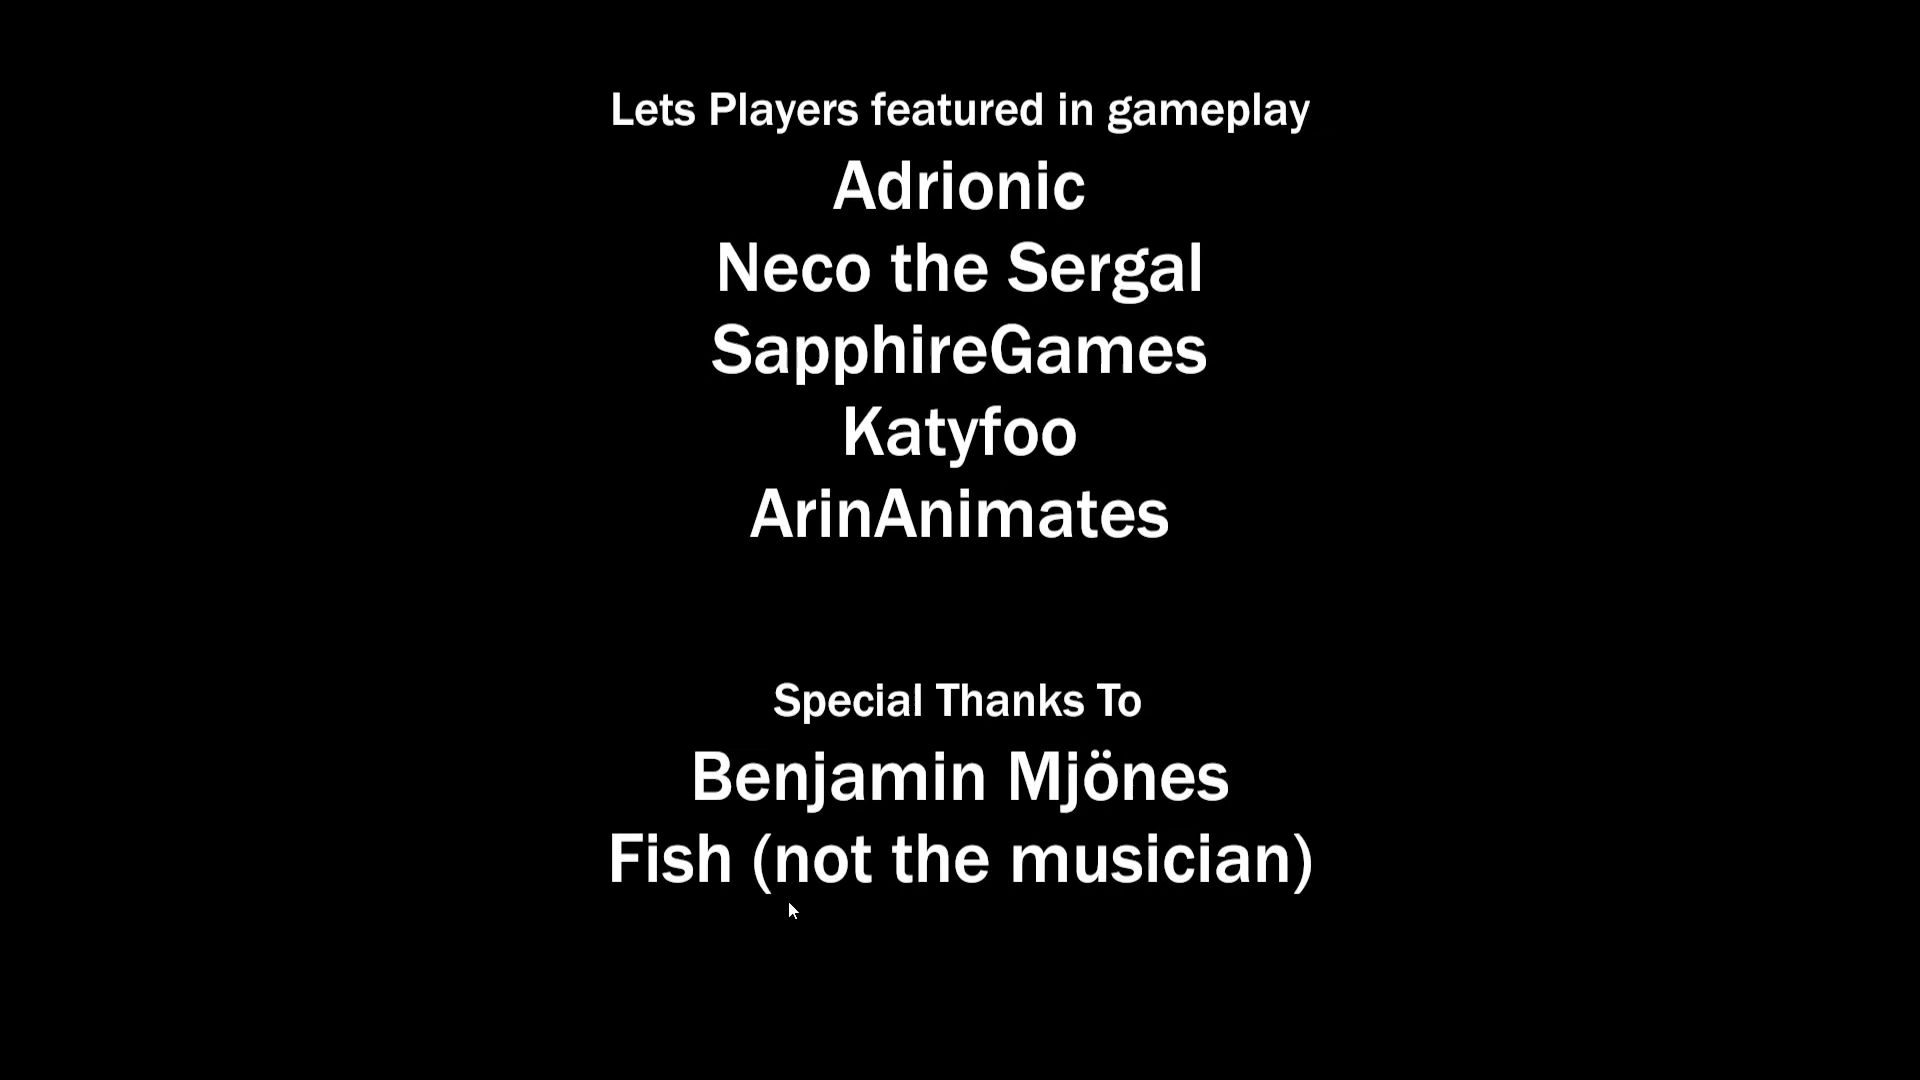 Lets Players featured in gameplay
Adrionic
Neco the Sergal
SapphireGames
Katyfoo
ArinAnimates
Special Thanks To
Benjamin Mjönes
Fish (not the musician)